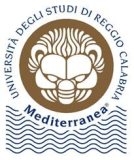 UNIVERSITÀ DEGLI STUDI DI REGGIO CALABRIA
Mediterranea®